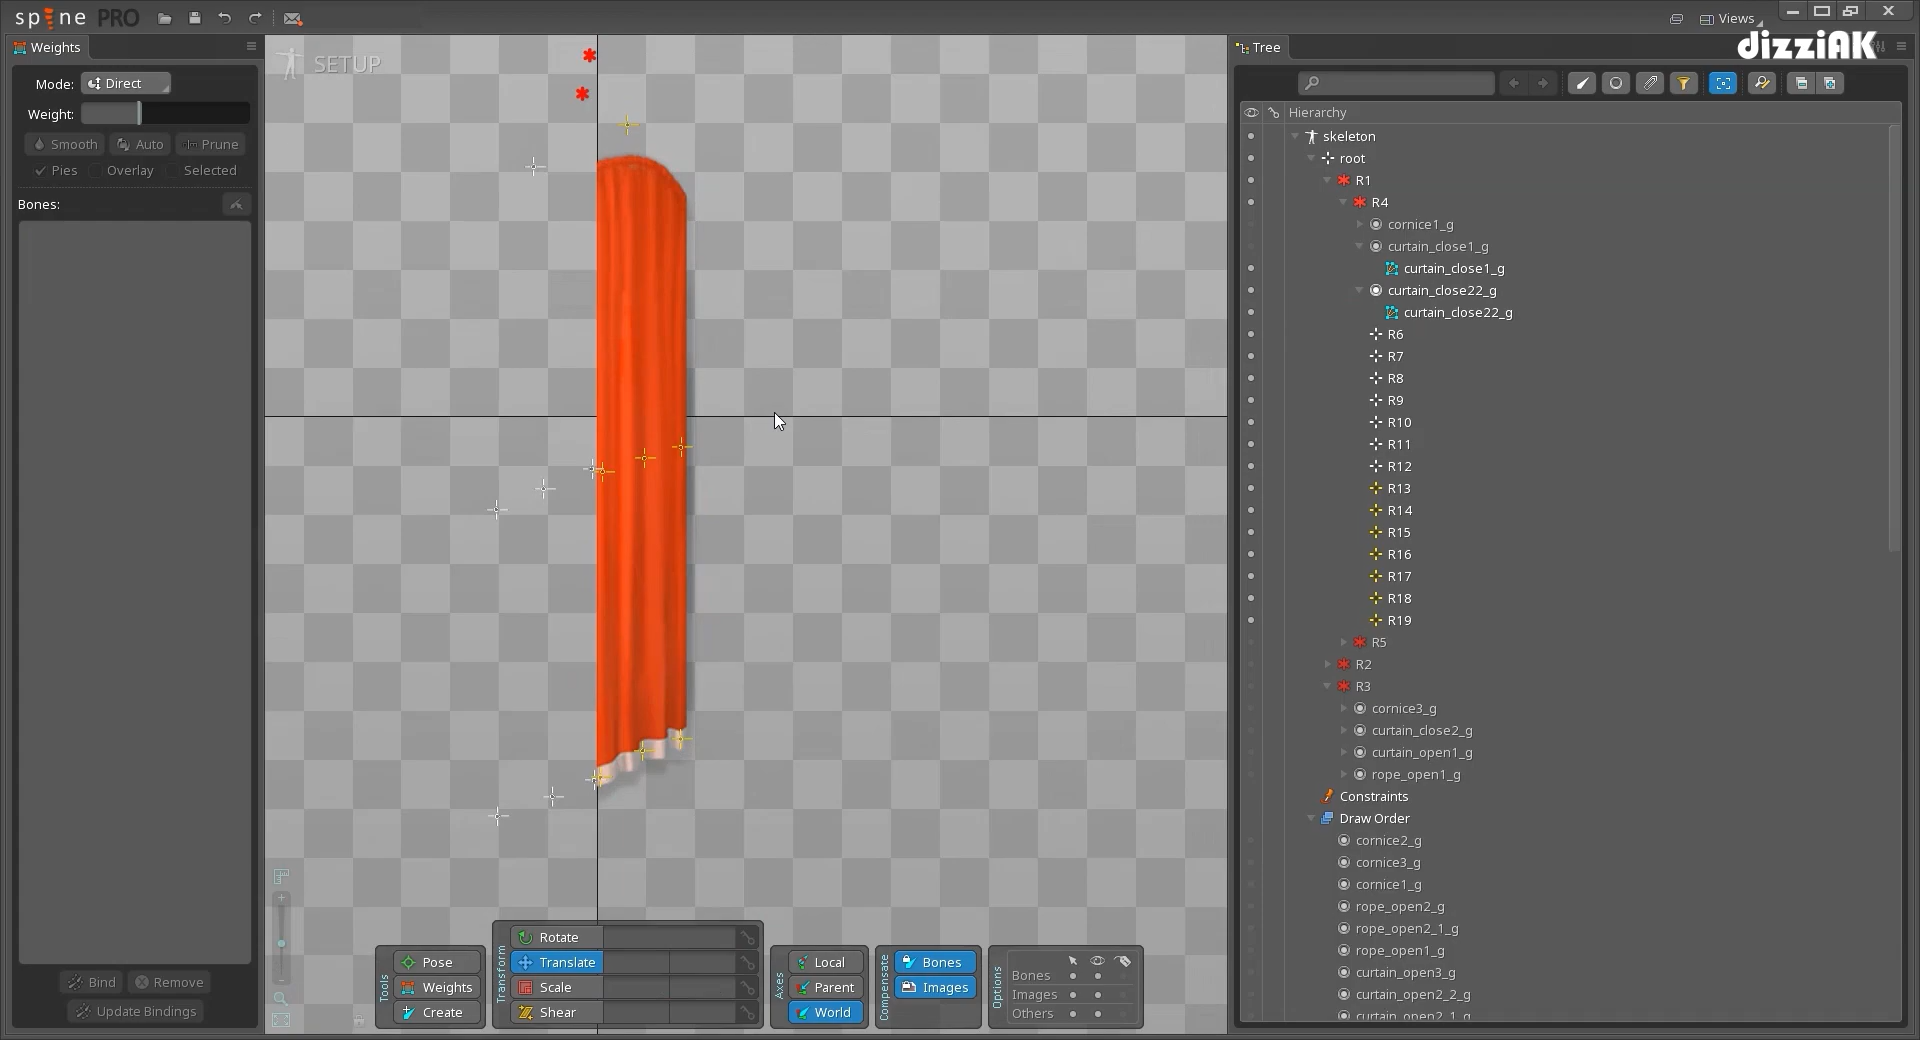 spine PRO
Views
Weights
SETUP
Tree
dizziAK
Mode:
Direct
Weight:
Smooth
Auto
Prune
Pies
Overlay
Selected
Bones:
Bind
Remove
Update Bindings
Hierarchy
skeleton
root
R1
R4
cornice1_g
curtain_close1_g
curtain_close1_g
curtain_close22_g
curtain_close22_g
R6
R7
R8
R9
R10
R11
R12
R13
R14
R15
R16
R17
R18
R19
R5
R2
R3
cornice3_g
curtain_close2_g
curtain_open1_g
rope_open1_g
Constraints
Draw Order
cornice2_g
cornice3_g
cornice1_g
rope_open2_g
rope_open2_1_g
rope_open1_g
curtain_open3_g
curtain_open2_2_g
curtain_open2_1_g
Tools
Pose
Weights
Create
Transform
Rotate
Translate
Scale
Shear
Axes
Local
Parent
World
Compensate
Bones
Images
Options
Bones
Images
Others